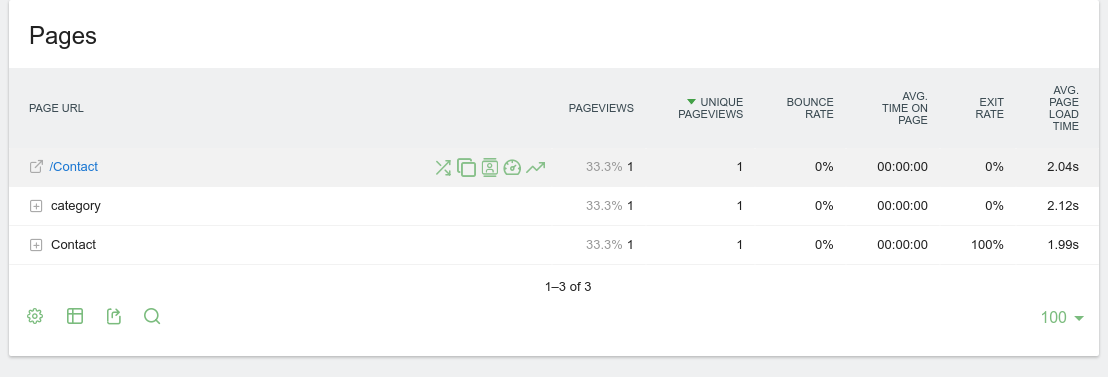 Pages
PAGE URL PAGEVIEWS UNIQUE PAGEVIEWS BOUNCE RATE AVG. TIME ON PAGE EXIT RATE AVG. PAGE LOAD TIME
/Contact 33.3% 1 1 0% 00:00:00 0% 2.04s
category 33.3% 1 1 0% 00:00:00 0% 2.12s
Contact 33.3% 1 1 0% 00:00:00 100% 1.99s
1–3 of 3
100